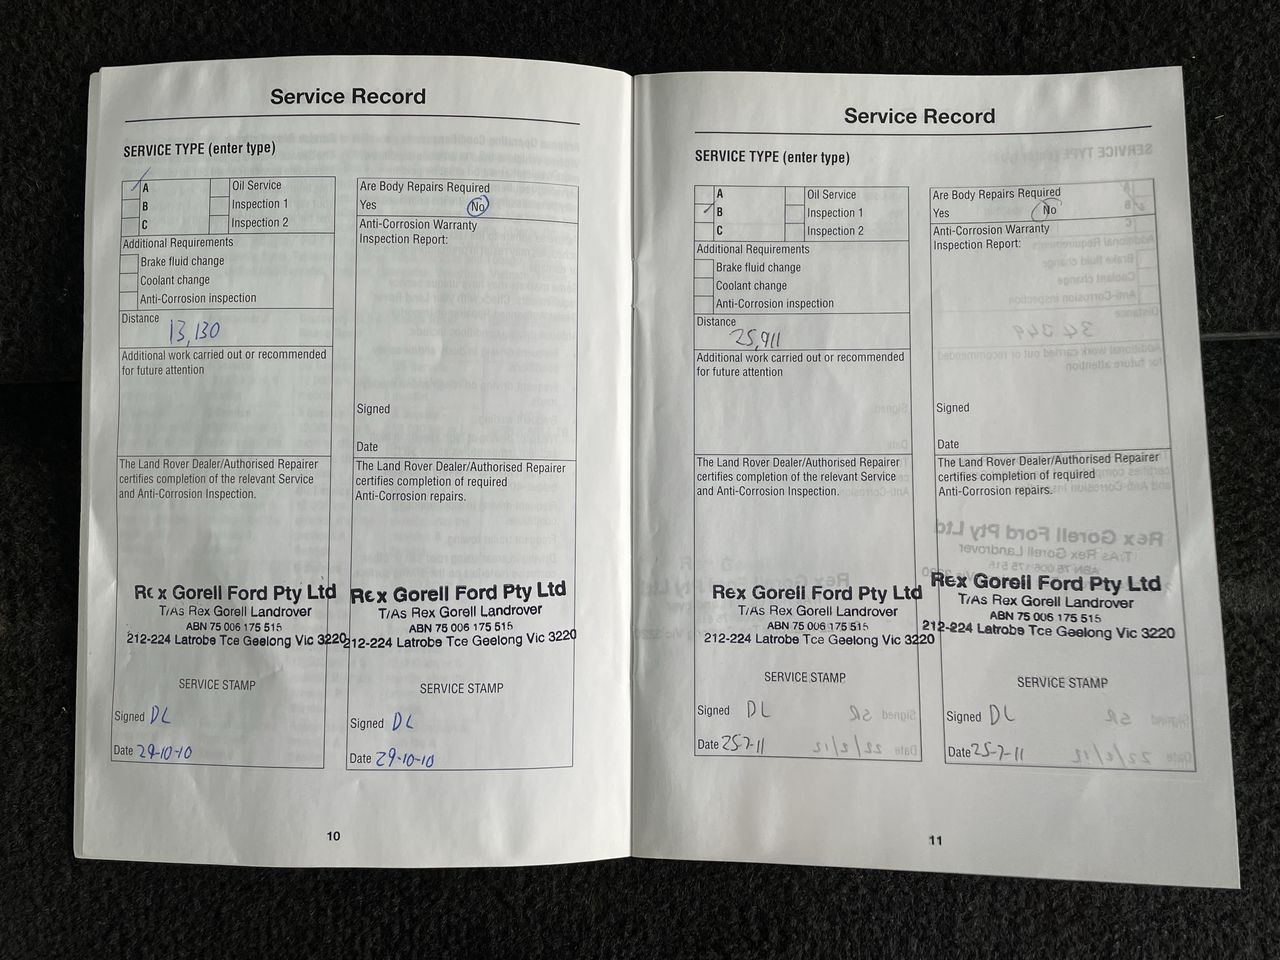 Service Record
SERVICE TYPE (enter type)
A
B
C
Oil Service
Inspection 1
Inspection 2
Additional Requirements
Brake fluid change
Coolant change
Anti-Corrosion inspection
Distance
13,130
Additional work carried out or recommended
for future attention
The Land Rover Dealer/Authorised Repairer
certifies completion of the relevant Service
and Anti-Corrosion Inspection.
Rex Gorell Ford Pty Ltd
T/As Rex Gorell Landrover
ABN 75 006 175 515
212-224 Latrobe Tce Geelong Vic 3220
SERVICE STAMP
Signed DL
Date 29-10-10
Are Body Repairs Required
Yes No
Anti-Corrosion Warranty
Inspection Report:
Signed
Date
The Land Rover Dealer/Authorised Repairer
certifies completion of required
Anti-Corrosion repairs.
Rex Gorell Ford Pty Ltd
T/As Rex Gorell Landrover
ABN 75 006 175 515
212-224 Latrobe Tce Geelong Vic 3220
SERVICE STAMP
Signed DL
Date 29-10-10
10
Service Record
SERVICE TYPE (enter type)
A
B
C
Oil Service
Inspection 1
Inspection 2
Additional Requirements
Brake fluid change
Coolant change
Anti-Corrosion inspection
Distance
25,911
Additional work carried out or recommended
for future attention
The Land Rover Dealer/Authorised Repairer
certifies completion of the relevant Service
and Anti-Corrosion Inspection.
Rex Gorell Ford Pty Ltd
T/As Rex Gorell Landrover
ABN 75 006 175 515
212-224 Latrobe Tce Geelong Vic 3220
SERVICE STAMP
Signed DL
Date 25-7-11
Are Body Repairs Required
Yes No
Anti-Corrosion Warranty
Inspection Report:
Signed
Date
The Land Rover Dealer/Authorised Repairer
certifies completion of required
Anti-Corrosion repairs.
Rex Gorell Ford Pty Ltd
T/As Rex Gorell Landrover
ABN 75 006 175 515
212-224 Latrobe Tce Geelong Vic 3220
SERVICE STAMP
Signed DL
Date 25-7-11
11